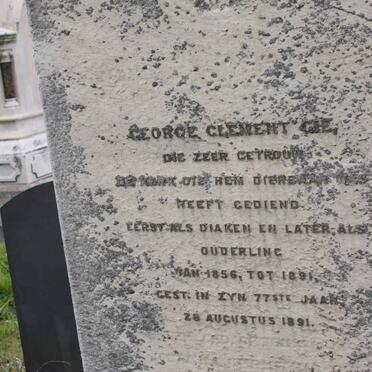 GEORGE CLEMENT GIE,
DIE ZEER GETROUW
DE KERK DIE HEM DIERBAAR WAS
HEEFT GEDIEND.
EERST ALS DIAKEN EN LATER ALS
OUDERLING
VAN 1856, TOT 1891.
GEST: IN ZYN 77STE JAAR
28 AUGUSTUS 1891.